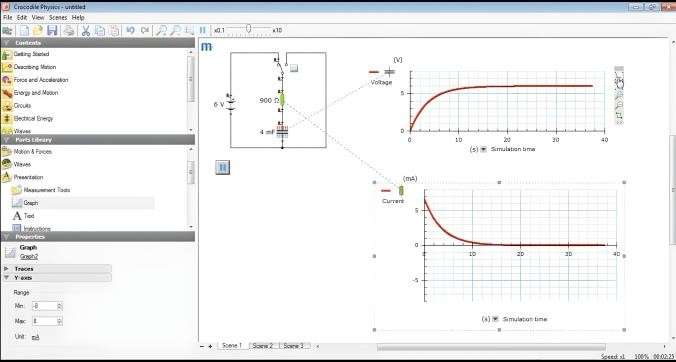 Crocodile Physics - untitled
File Edit View Scenes Help
x0.1 x10
Contents
Getting Started
Describing Motion
Force and Acceleration
Energy and Motion
Circuits
Electrical Energy
Waves
Parts Library
Motion & Forces
Waves
Presentation
Measurement Tools
Graph
Text
Instructions
Properties
Graph
Graph2
Traces
Y-axis
Range
Min: -8
Max: 8
Unit: mA
m
6 V
900 Ω
4 mF
(V)
Voltage
5
0
0 10 20 30 40
(s) Simulation time
(mA)
Current
5
0
10 20 30 40
-5
(s) Simulation time
Scene 1 Scene 2 Scene 3
Speed: x1 100% 00:02:25